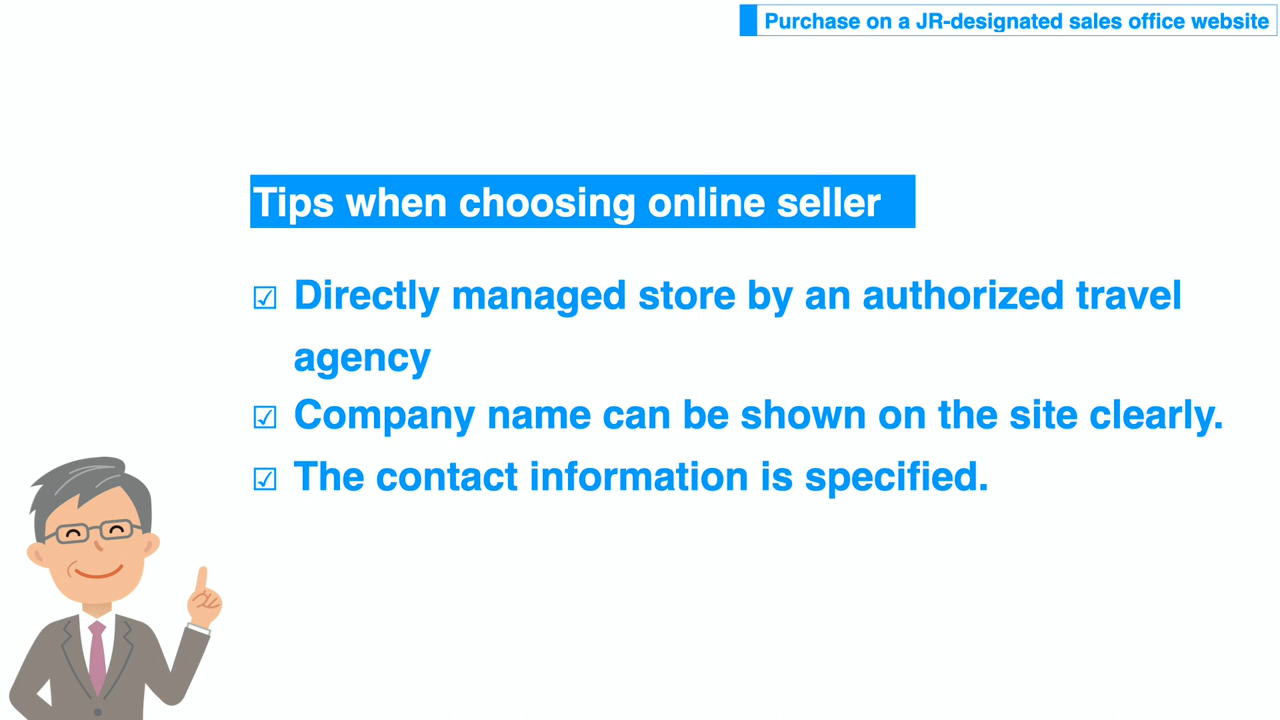 Purchase on a JR-designated sales office website
Tips when choosing online seller
☑ Directly managed store by an authorized travel
agency
☑ Company name can be shown on the site clearly.
☑ The contact information is specified.